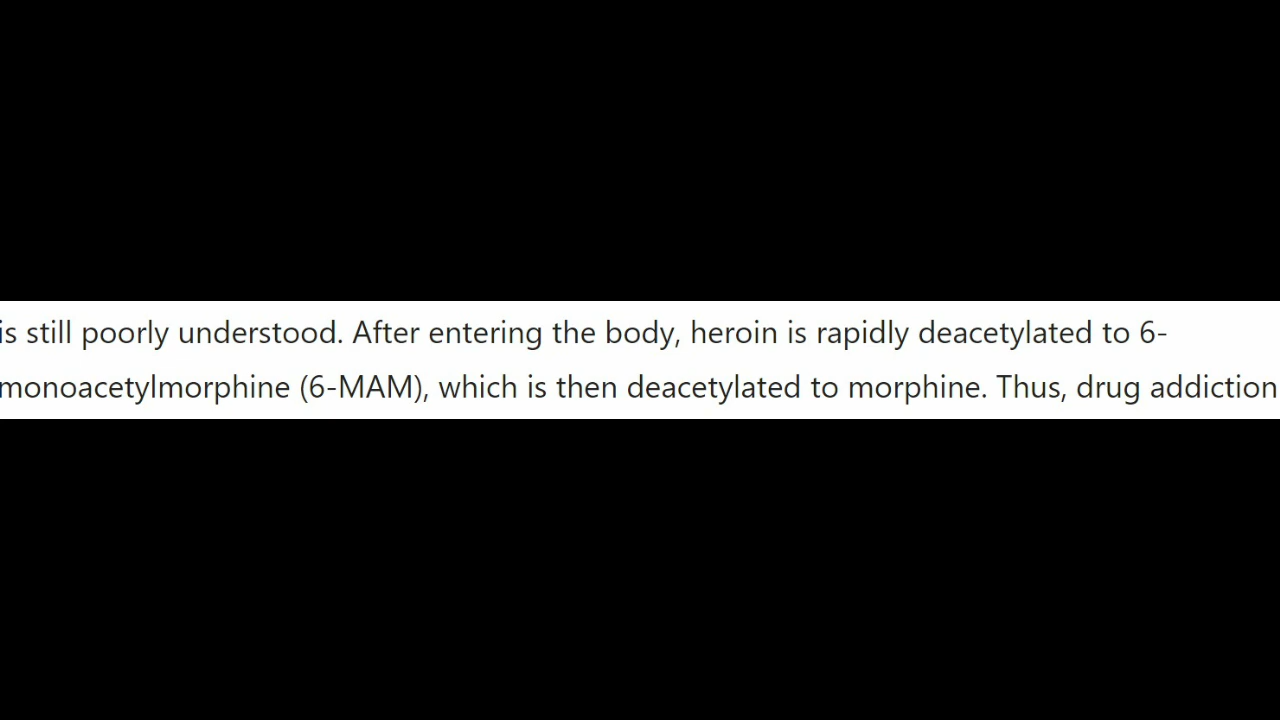 is still poorly understood. After entering the body, heroin is rapidly deacetylated to 6-
monoacetylmorphine (6-MAM), which is then deacetylated to morphine. Thus, drug addiction